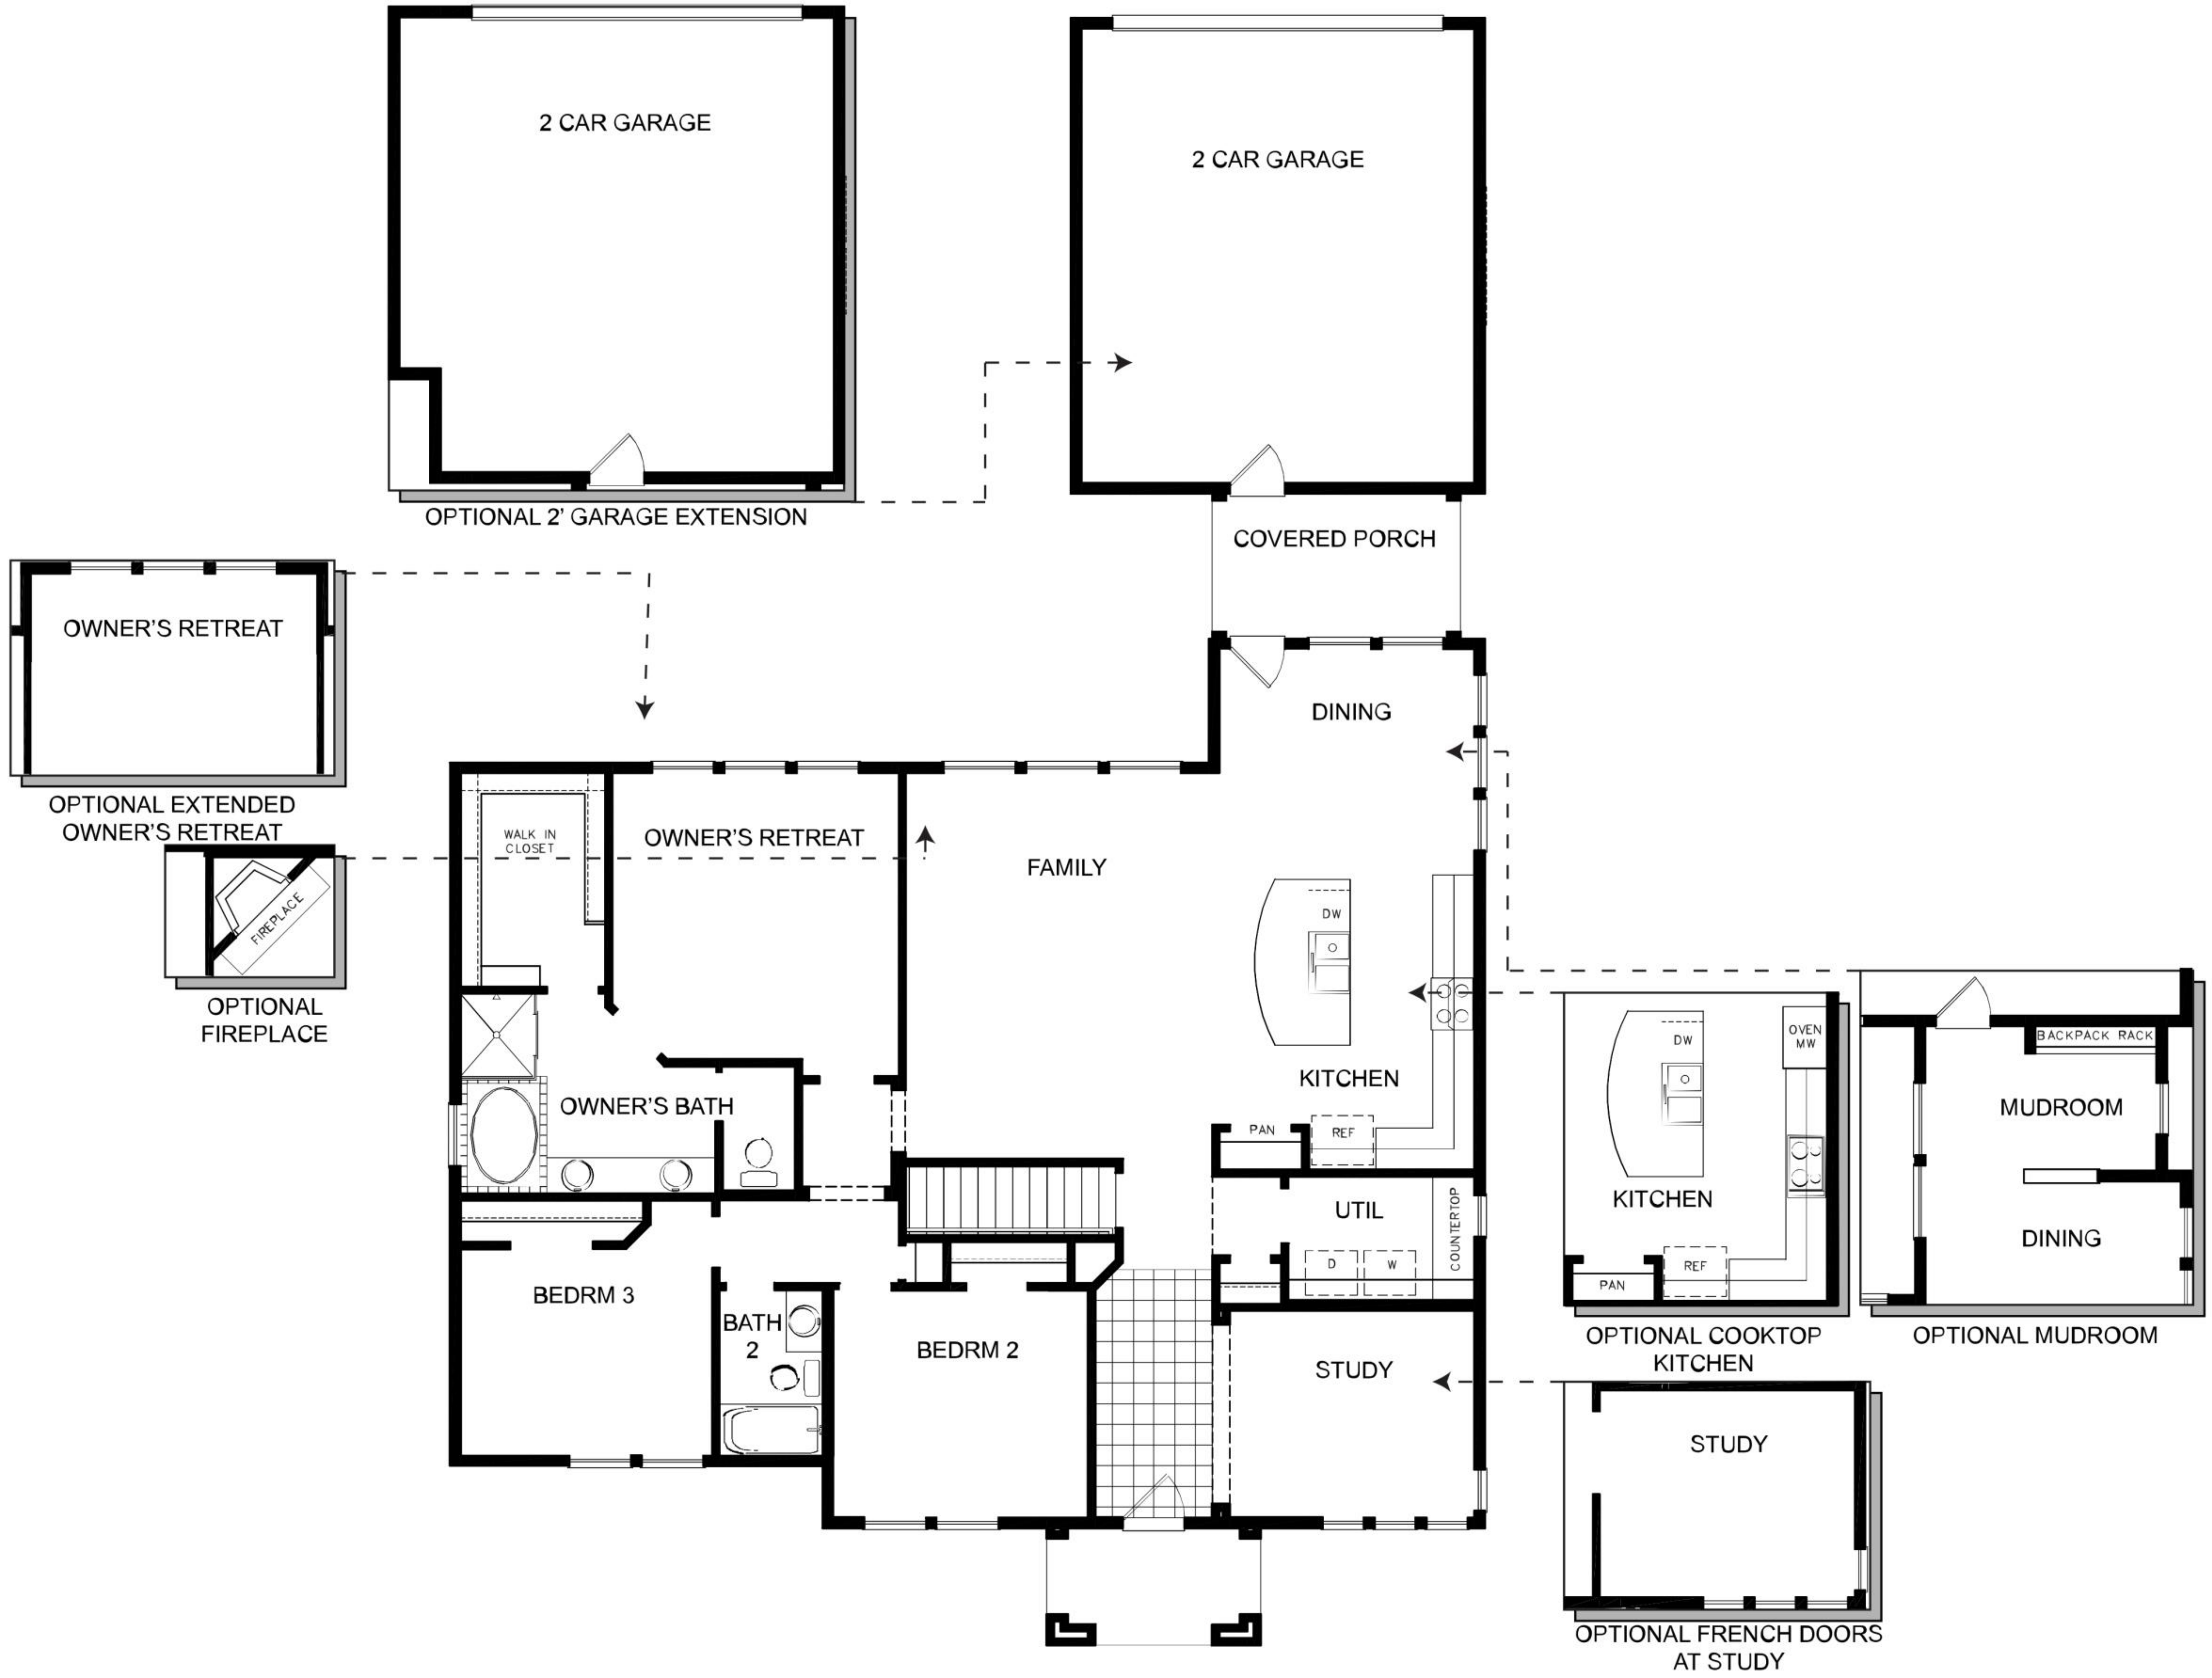 2 CAR GARAGE
2 CAR GARAGE
OPTIONAL 2' GARAGE EXTENSION
COVERED PORCH
OWNER'S RETREAT
OPTIONAL EXTENDED
OWNER'S RETREAT
DINING
WALK IN
CLOSET
OWNER'S RETREAT
FAMILY
FIREPLACE
OPTIONAL
FIREPLACE
DW
KITCHEN
OWNER'S BATH
PAN
REF
UTIL
COUNTERTOP
D
W
BEDRM 3
BATH
2
BEDRM 2
STUDY
DW
OVEN
MW
KITCHEN
PAN
REF
OPTIONAL COOKTOP
KITCHEN
BACKPACK RACK
MUDROOM
DINING
OPTIONAL MUDROOM
STUDY
OPTIONAL FRENCH DOORS
AT STUDY